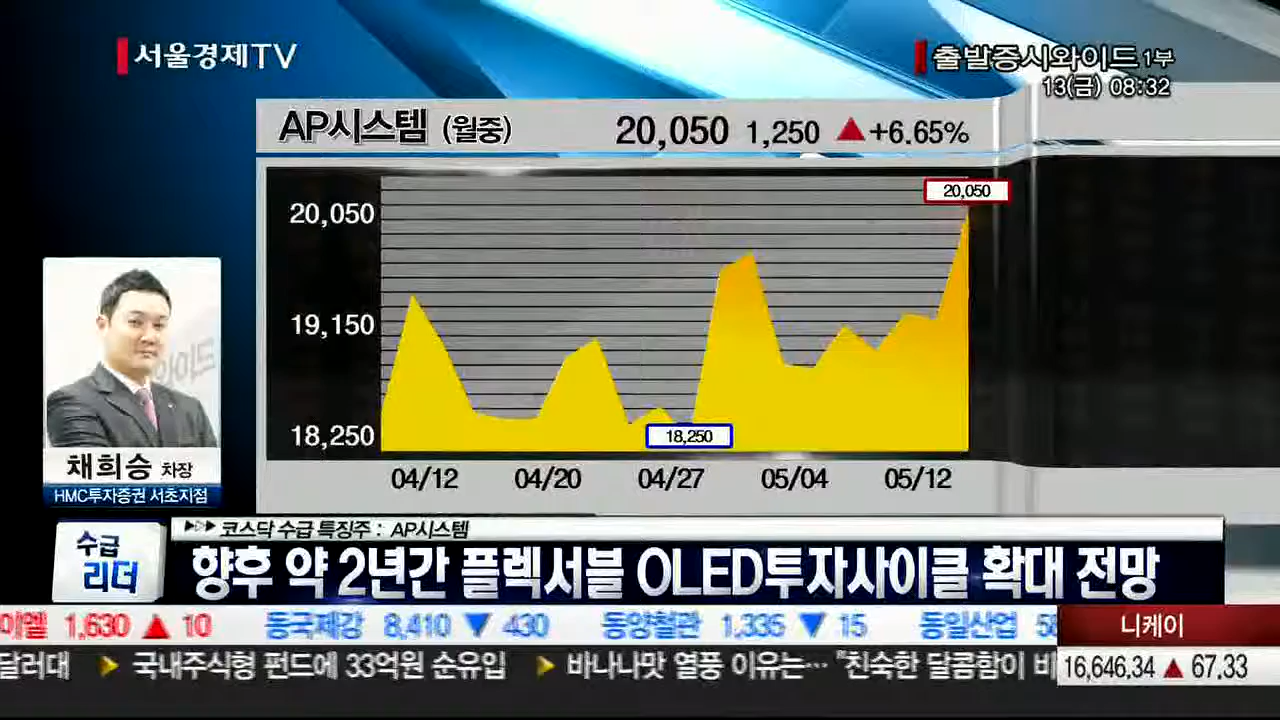 서울경제TV
출발증시와이드 1부
13(금) 08:32
AP시스템 (월중) 20,050 1,250 ▲+6.65%
20,050
20,050
19,150
18,250
18,250
04/12 04/20 04/27 05/04 05/12
채희승 차장
HMC투자증권 서초지점
수급
리더
코스닥 수급 특징주 : AP시스템
향후 약 2년간 플렉서블 OLED투자사이클 확대 전망
이엘 1,630 ▲ 10 동국제강 8,410 ▼ 430 동양철관 1,335 ▼ 15 동일산업 니케이
달러대 국내주식형 펀드에 33억원 순유입 바나나맛 열풍 이유는… "친숙한 달콤함이 16,646.34 ▲ 67.33